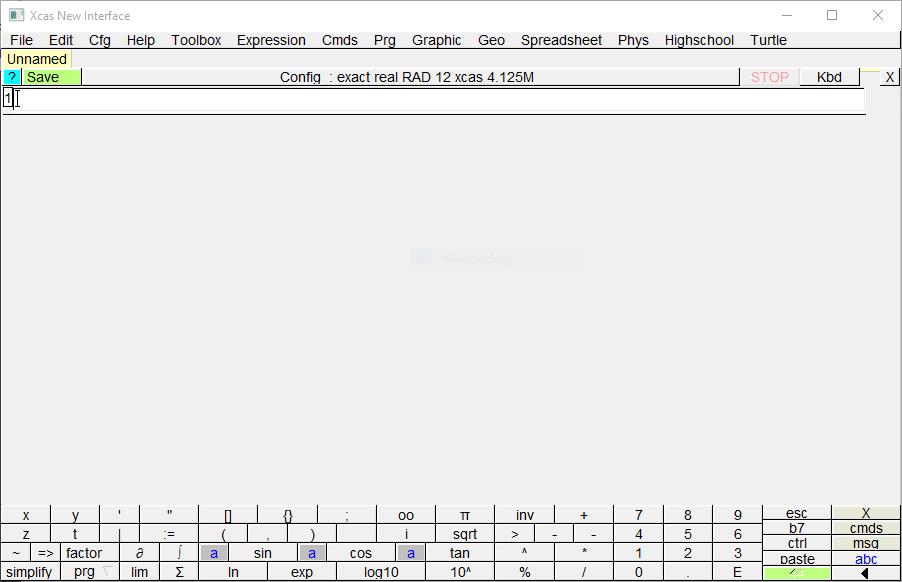 Xcas New Interface
File Edit Cfg Help Toolbox Expression Cmds Prg Graphic Geo Spreadsheet Phys Highschool Turtle
Unnamed
? Save Config : exact real RAD 12 xcas 4.125M STOP Kbd X
1
x y ' " [] {} ; oo π inv + 7 8 9 esc X
z t | := ( , ) i sqrt > - - 4 5 6 b7 cmds
~ => factor ∂ ∫ a sin a cos a tan ^ * 1 2 3 ctrl msg
simplify prg lim Σ ln exp log10 10^ % / 0 . E paste abc